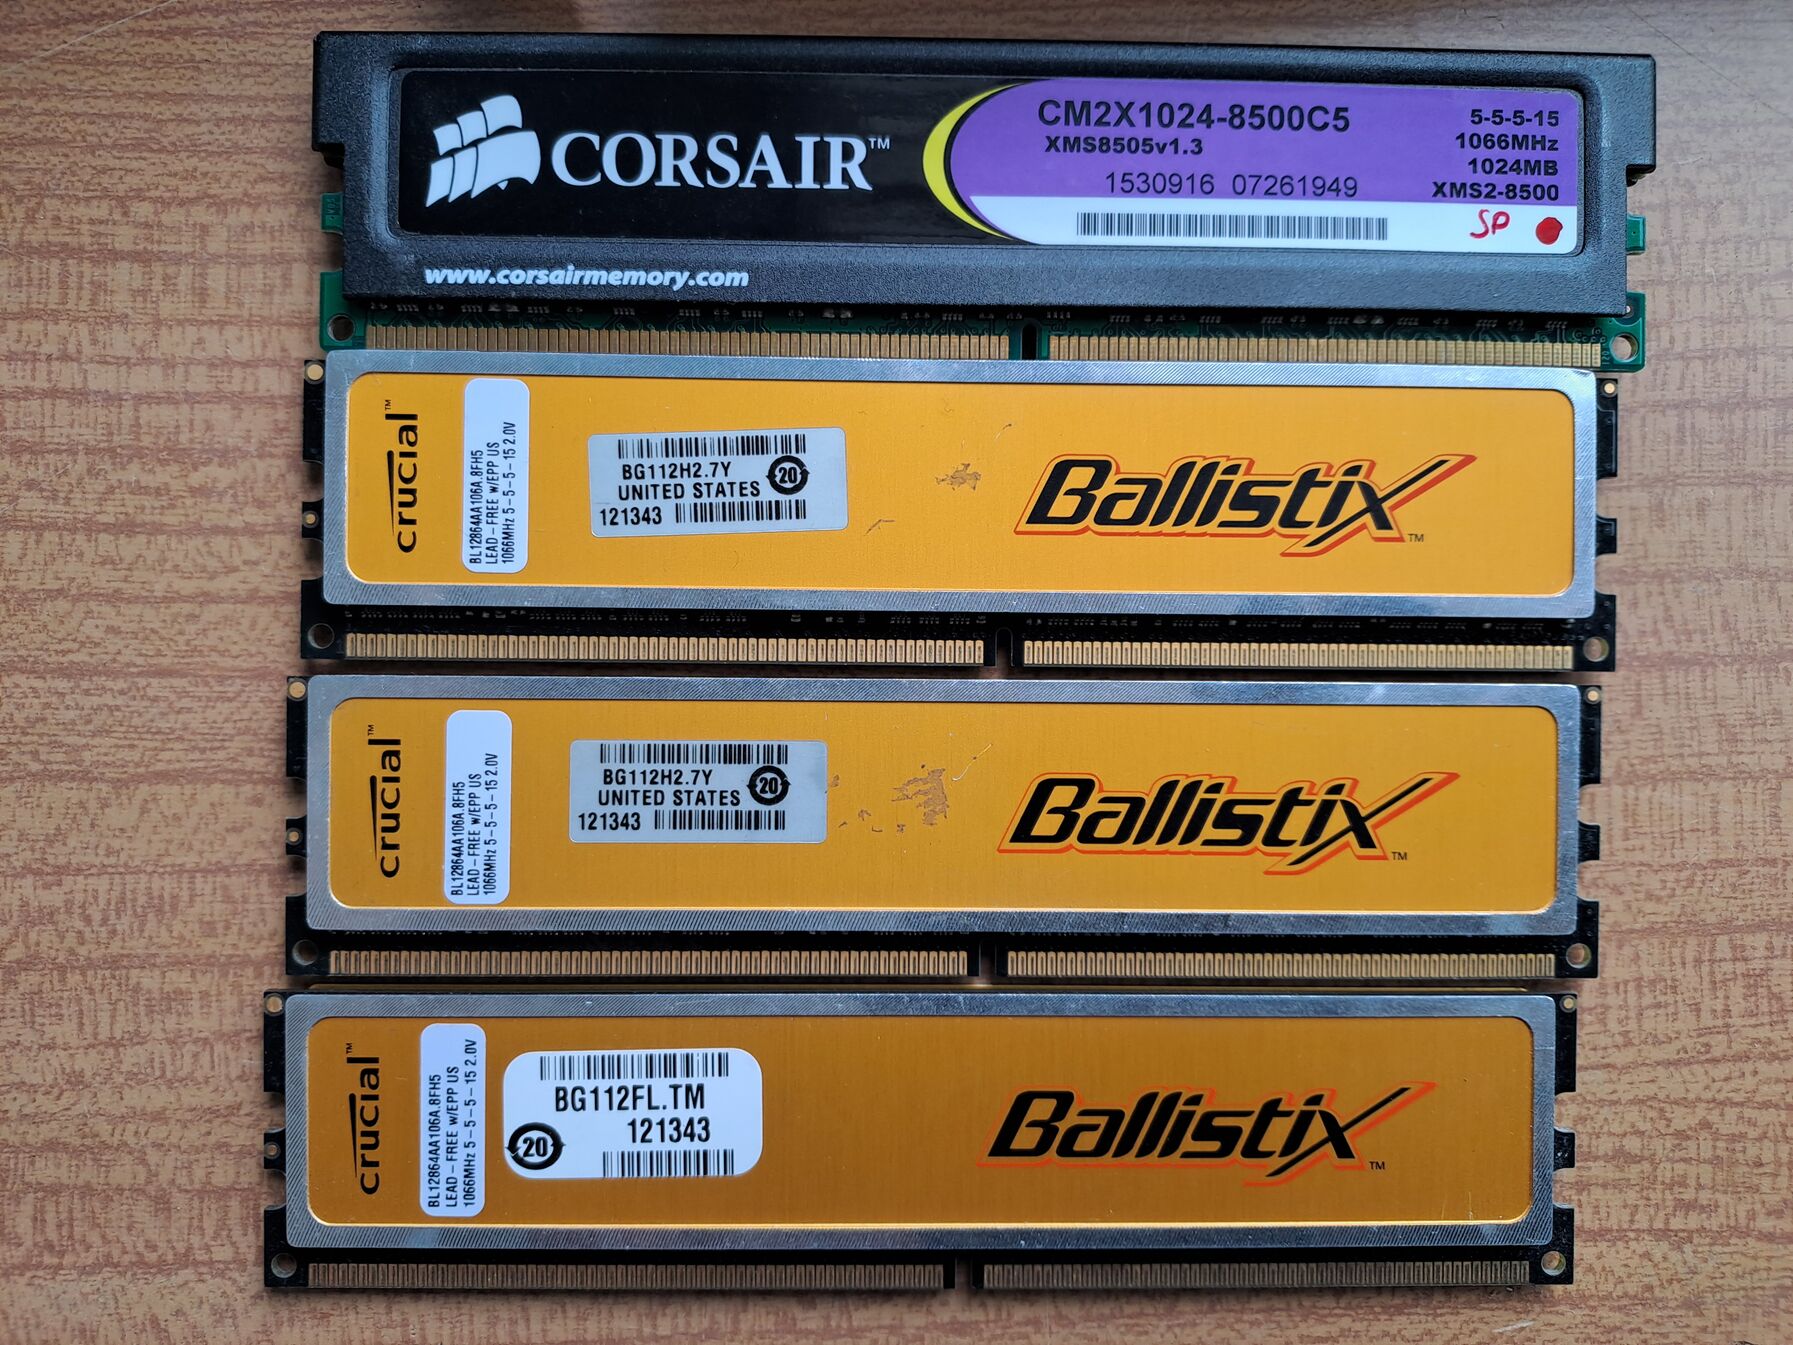 CORSAIR™
www.corsairmemory.com
CM2X1024-8500C5
XMS8505v1.3
1530916 07261949
5-5-5-15
1066MHz
1024MB
XMS2-8500
SP
crucial™
BL12864AA106A.8FH5
LEAD-FREE w/EPP US
1066MHz 5-5-5-15 2.0V
BG112H2.7Y
UNITED STATES
20
121343
Ballistix™
crucial™
BL12864AA106A.8FH5
LEAD-FREE w/EPP US
1066MHz 5-5-5-15 2.0V
BG112H2.7Y
UNITED STATES
20
121343
Ballistix™
crucial™
BL12864AA106A.8FH5
LEAD-FREE w/EPP US
1066MHz 5-5-5-15 2.0V
BG112FL.TM
121343
20
Ballistix™